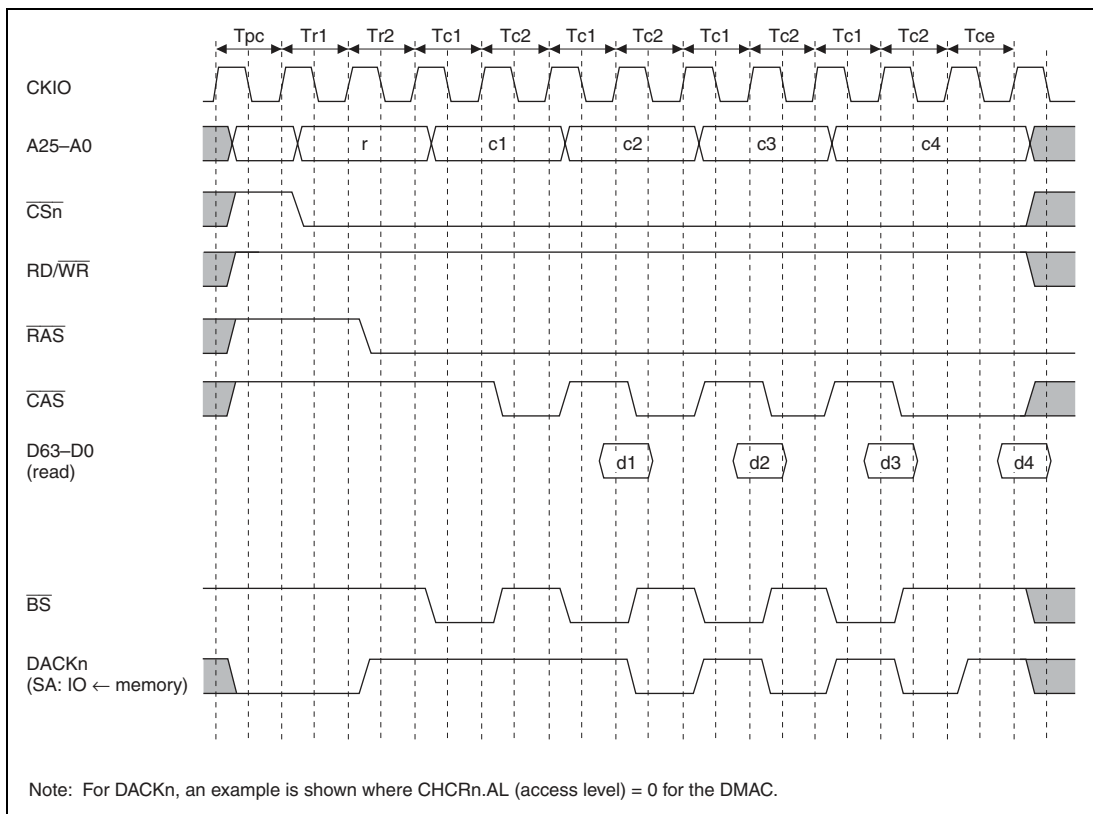 Tpc Tr1 Tr2 Tc1 Tc2 Tc1 Tc2 Tc1 Tc2 Tc1 Tc2 Tce
CKIO
A25–A0 r c1 c2 c3 c4
CSn
RD/WR
RAS
CAS
D63–D0
(read) d1 d2 d3 d4
BS
DACKn
(SA: IO ← memory)
Note: For DACKn, an example is shown where CHCRn.AL (access level) = 0 for the DMAC.